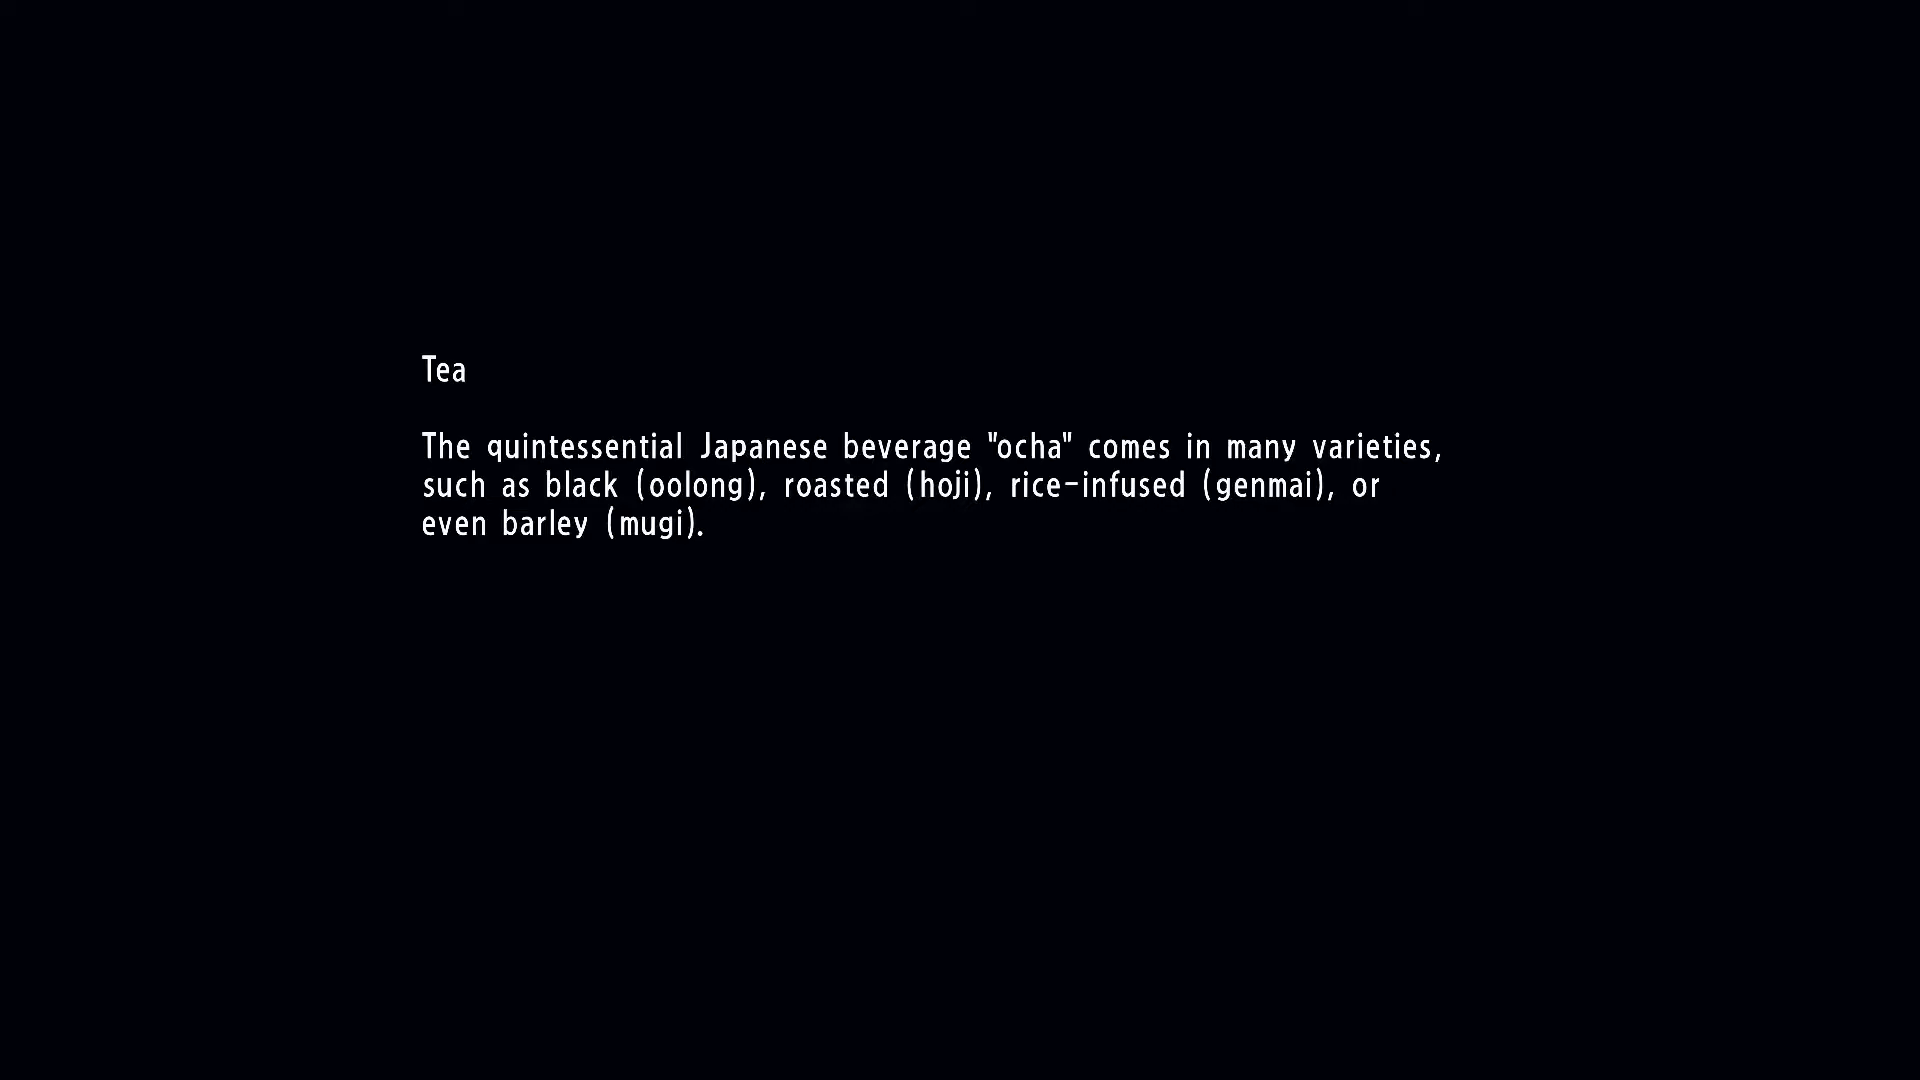 Tea
The quintessential Japanese beverage "ocha" comes in many varieties,
such as black (oolong), roasted (hoji), rice-infused (genmai), or
even barley (mugi).